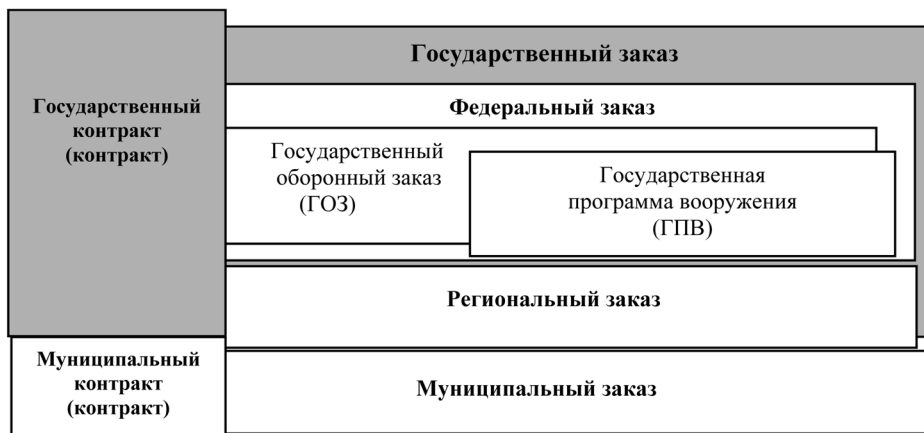 Государственный заказ
Государственный
контракт
(контракт)
Федеральный заказ
Государственный
оборонный заказ
(ГОЗ)
Государственная
программа вооружения
(ГПВ)
Региональный заказ
Муниципальный
контракт
(контракт)
Муниципальный заказ